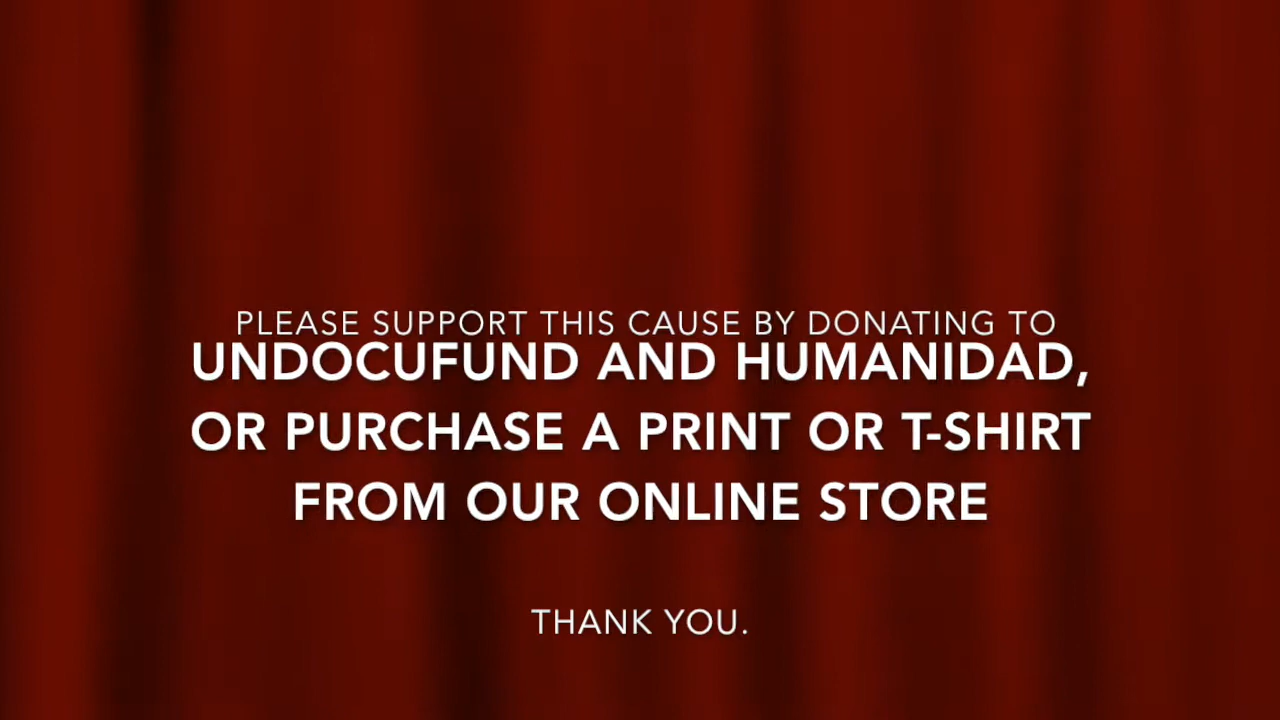 PLEASE SUPPORT THIS CAUSE BY DONATING TO
UNDOCUFUND AND HUMANIDAD,
OR PURCHASE A PRINT OR T-SHIRT
FROM OUR ONLINE STORE
THANK YOU.